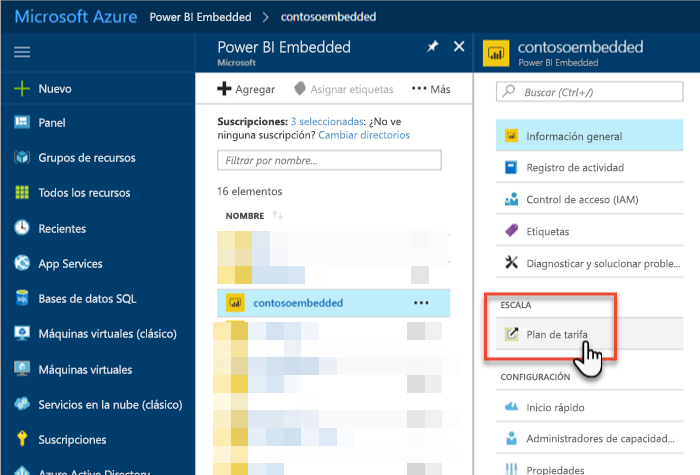 Microsoft Azure Power BI Embedded > contosoembedded
Nuevo
Panel
Grupos de recursos
Todos los recursos
Recientes
App Services
Bases de datos SQL
Máquinas virtuales (clásico)
Máquinas virtuales
Servicios en la nube (clásico)
Suscripciones
Azure Active Directory
Power BI Embedded
Microsoft
Agregar Asignar etiquetas Más
Suscripciones: 3 seleccionadas: ¿No ve
ninguna suscripción? Cambiar directorios
Filtrar por nombre...
16 elementos
NOMBRE
contosoembedded
contosoembedded
Power BI Embedded
Buscar (Ctrl+/)
Información general
Registro de actividad
Control de acceso (IAM)
Etiquetas
Diagnosticar y solucionar proble...
ESCALA
Plan de tarifa
CONFIGURACIÓN
Inicio rápido
Administradores de capacidad...
Propiedades